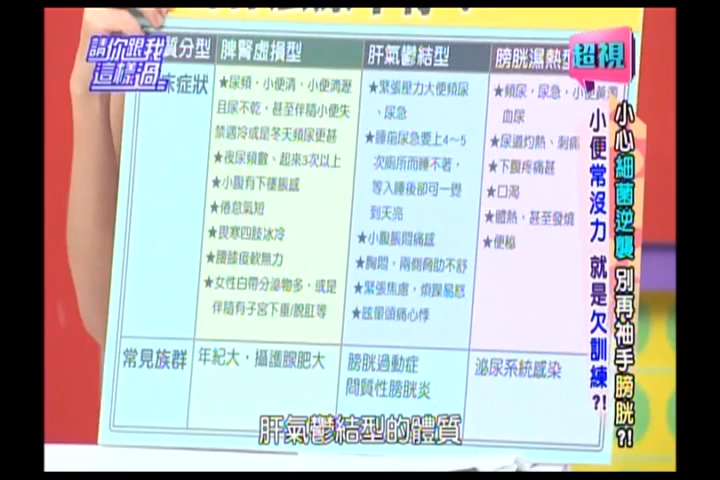 請你跟我
這樣過
超視
質分型
脾腎虛損型
肝氣鬱結型
膀胱濕熱型
床症狀
★尿頻，小便清，小便清瀝
且尿不乾，甚至伴隨小便失
禁遇冷或是冬天頻尿更甚
★夜尿頻數、起來3次以上
★小腹有下墜脹感
★倦怠氣短
★畏寒四肢冰冷
★腰膝痠軟無力
★女性白帶分泌物多，或是
伴隨有子宮下垂/脫肛等
★緊張壓力大便頻尿
、尿急
★睡前尿急要上4～5
次廁所而睡不著，
等入睡後卻可一覺
到天亮
★小腹脹悶痛感
★胸悶，兩側脅肋不舒
★緊張焦慮，煩躁易怒
★眩暈頭痛心悸
★頻尿，尿急，小便黃濁
血尿
★尿道灼熱、刺痛
★下腹疼痛甚
★口渴
★體熱，甚至發燒
★便秘
常見族群
年紀大，攝護腺肥大
膀胱過動症
間質性膀胱炎
泌尿系統感染
小心細菌逆襲 別再袖手膀胱?!
小便常沒力 就是欠訓練?!
肝氣鬱結型的體質